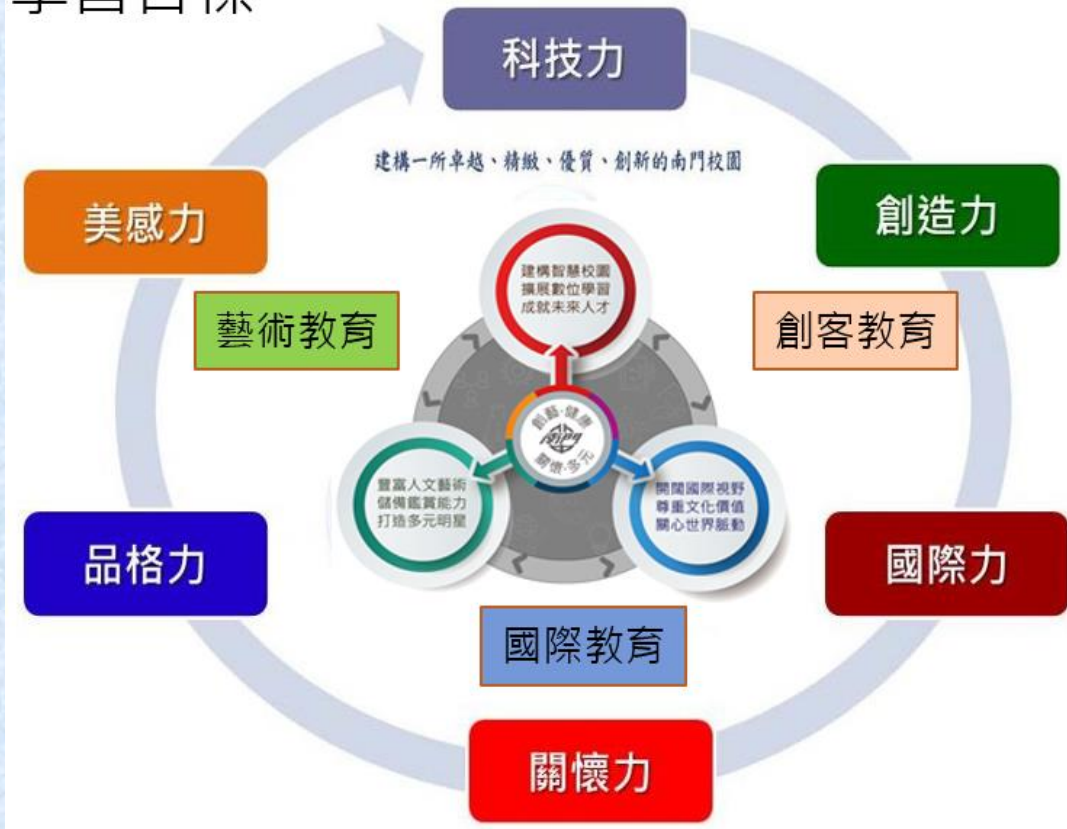 學習目標
科技力
建構一所卓越、精緻、優質、創新的南門校園
美感力
創造力
建構智慧校園
擴展數位學習
成就未來人才
藝術教育
創客教育
創藝·健康
關懷·多元
豐富人文藝術
儲備鑑賞能力
打造多元明星
開闊國際視野
尊重文化價值
關心世界脈動
品格力
國際力
國際教育
關懷力